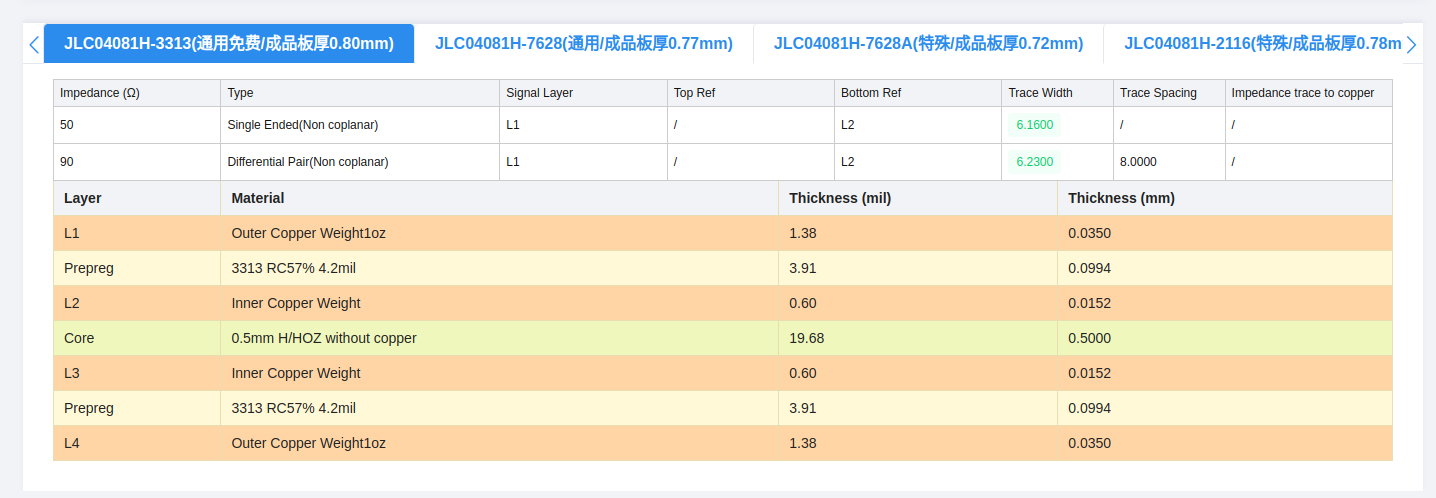 JLC04081H-3313(通用免费/成品板厚0.80mm) JLC04081H-7628(通用/成品板厚0.77mm) JLC04081H-7628A(特殊/成品板厚0.72mm) JLC04081H-2116(特殊/成品板厚0.78m
Impedance (Ω) Type Signal Layer Top Ref Bottom Ref Trace Width Trace Spacing Impedance trace to copper
50 Single Ended(Non coplanar) L1 / L2 6.1600 / /
90 Differential Pair(Non coplanar) L1 / L2 6.2300 8.0000 /
Layer Material Thickness (mil) Thickness (mm)
L1 Outer Copper Weight1oz 1.38 0.0350
Prepreg 3313 RC57% 4.2mil 3.91 0.0994
L2 Inner Copper Weight 0.60 0.0152
Core 0.5mm H/HOZ without copper 19.68 0.5000
L3 Inner Copper Weight 0.60 0.0152
Prepreg 3313 RC57% 4.2mil 3.91 0.0994
L4 Outer Copper Weight1oz 1.38 0.0350